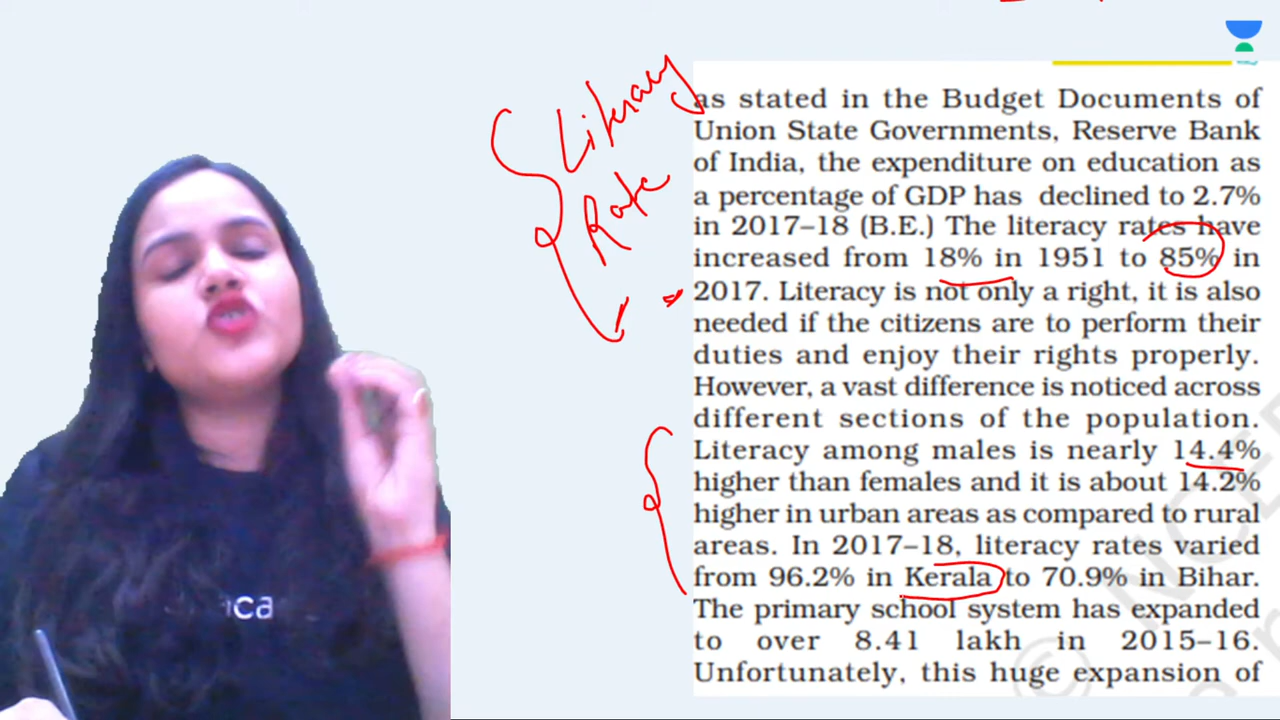 Literacy
Rate
as stated in the Budget Documents of
Union State Governments, Reserve Bank
of India, the expenditure on education as
a percentage of GDP has declined to 2.7%
in 2017–18 (B.E.) The literacy rates have
increased from 18% in 1951 to 85% in
2017. Literacy is not only a right, it is also
needed if the citizens are to perform their
duties and enjoy their rights properly.
However, a vast difference is noticed across
different sections of the population.
Literacy among males is nearly 14.4%
higher than females and it is about 14.2%
higher in urban areas as compared to rural
areas. In 2017–18, literacy rates varied
from 96.2% in Kerala to 70.9% in Bihar.
The primary school system has expanded
to over 8.41 lakh in 2015–16.
Unfortunately, this huge expansion of